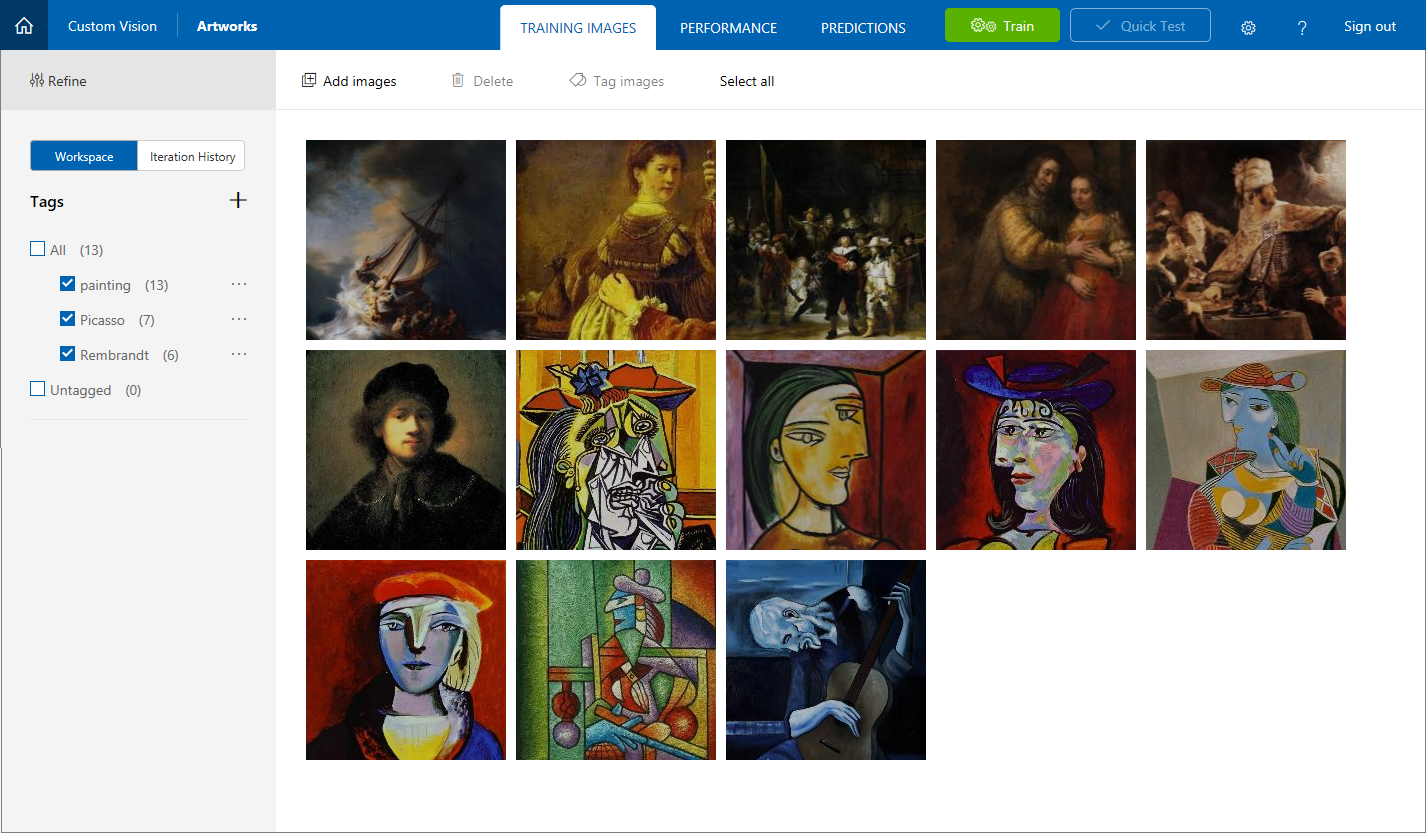 Custom Vision
Artworks
TRAINING IMAGES
PERFORMANCE
PREDICTIONS
Train
Quick Test
?
Sign out
Refine
Add images
Delete
Tag images
Select all
Workspace
Iteration History
Tags
All (13)
painting (13) ...
Picasso (7) ...
Rembrandt (6) ...
Untagged (0)